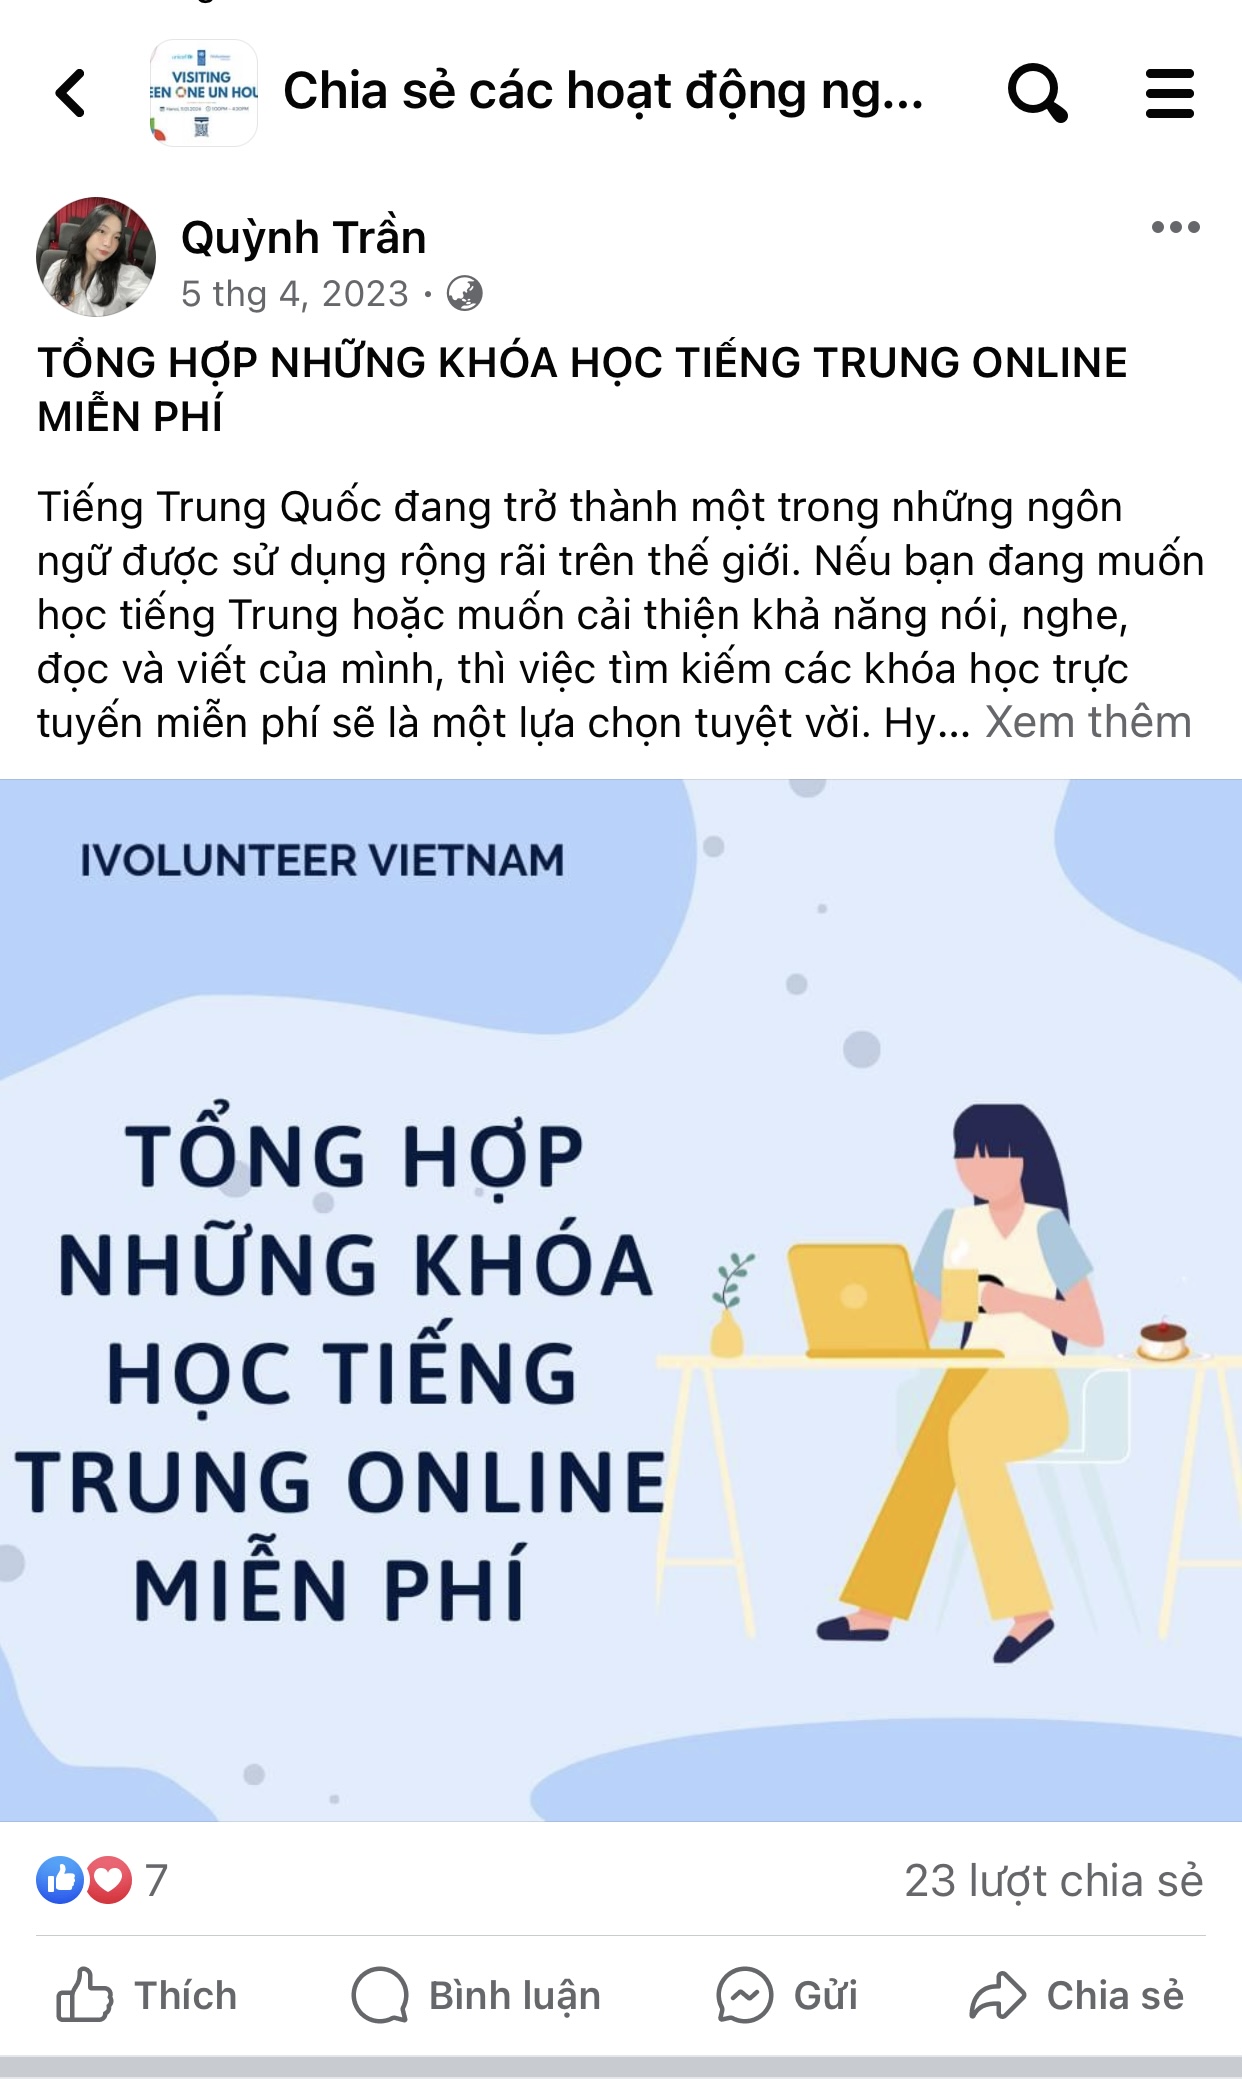 unicef
VISITING
EEN ONE UN HOU
Chia sẻ các hoạt động ng...
Quỳnh Trần
5 thg 4, 2023 ·
TỔNG HỢP NHỮNG KHÓA HỌC TIẾNG TRUNG ONLINE
MIỄN PHÍ
Tiếng Trung Quốc đang trở thành một trong những ngôn
ngữ được sử dụng rộng rãi trên thế giới. Nếu bạn đang muốn
học tiếng Trung hoặc muốn cải thiện khả năng nói, nghe,
đọc và viết của mình, thì việc tìm kiếm các khóa học trực
tuyến miễn phí sẽ là một lựa chọn tuyệt vời. Hy... Xem thêm
IVOLUNTEER VIETNAM
TỔNG HỢP
NHỮNG KHÓA
HỌC TIẾNG
TRUNG ONLINE
MIỄN PHÍ
7
23 lượt chia sẻ
Thích
Bình luận
Gửi
Chia sẻ